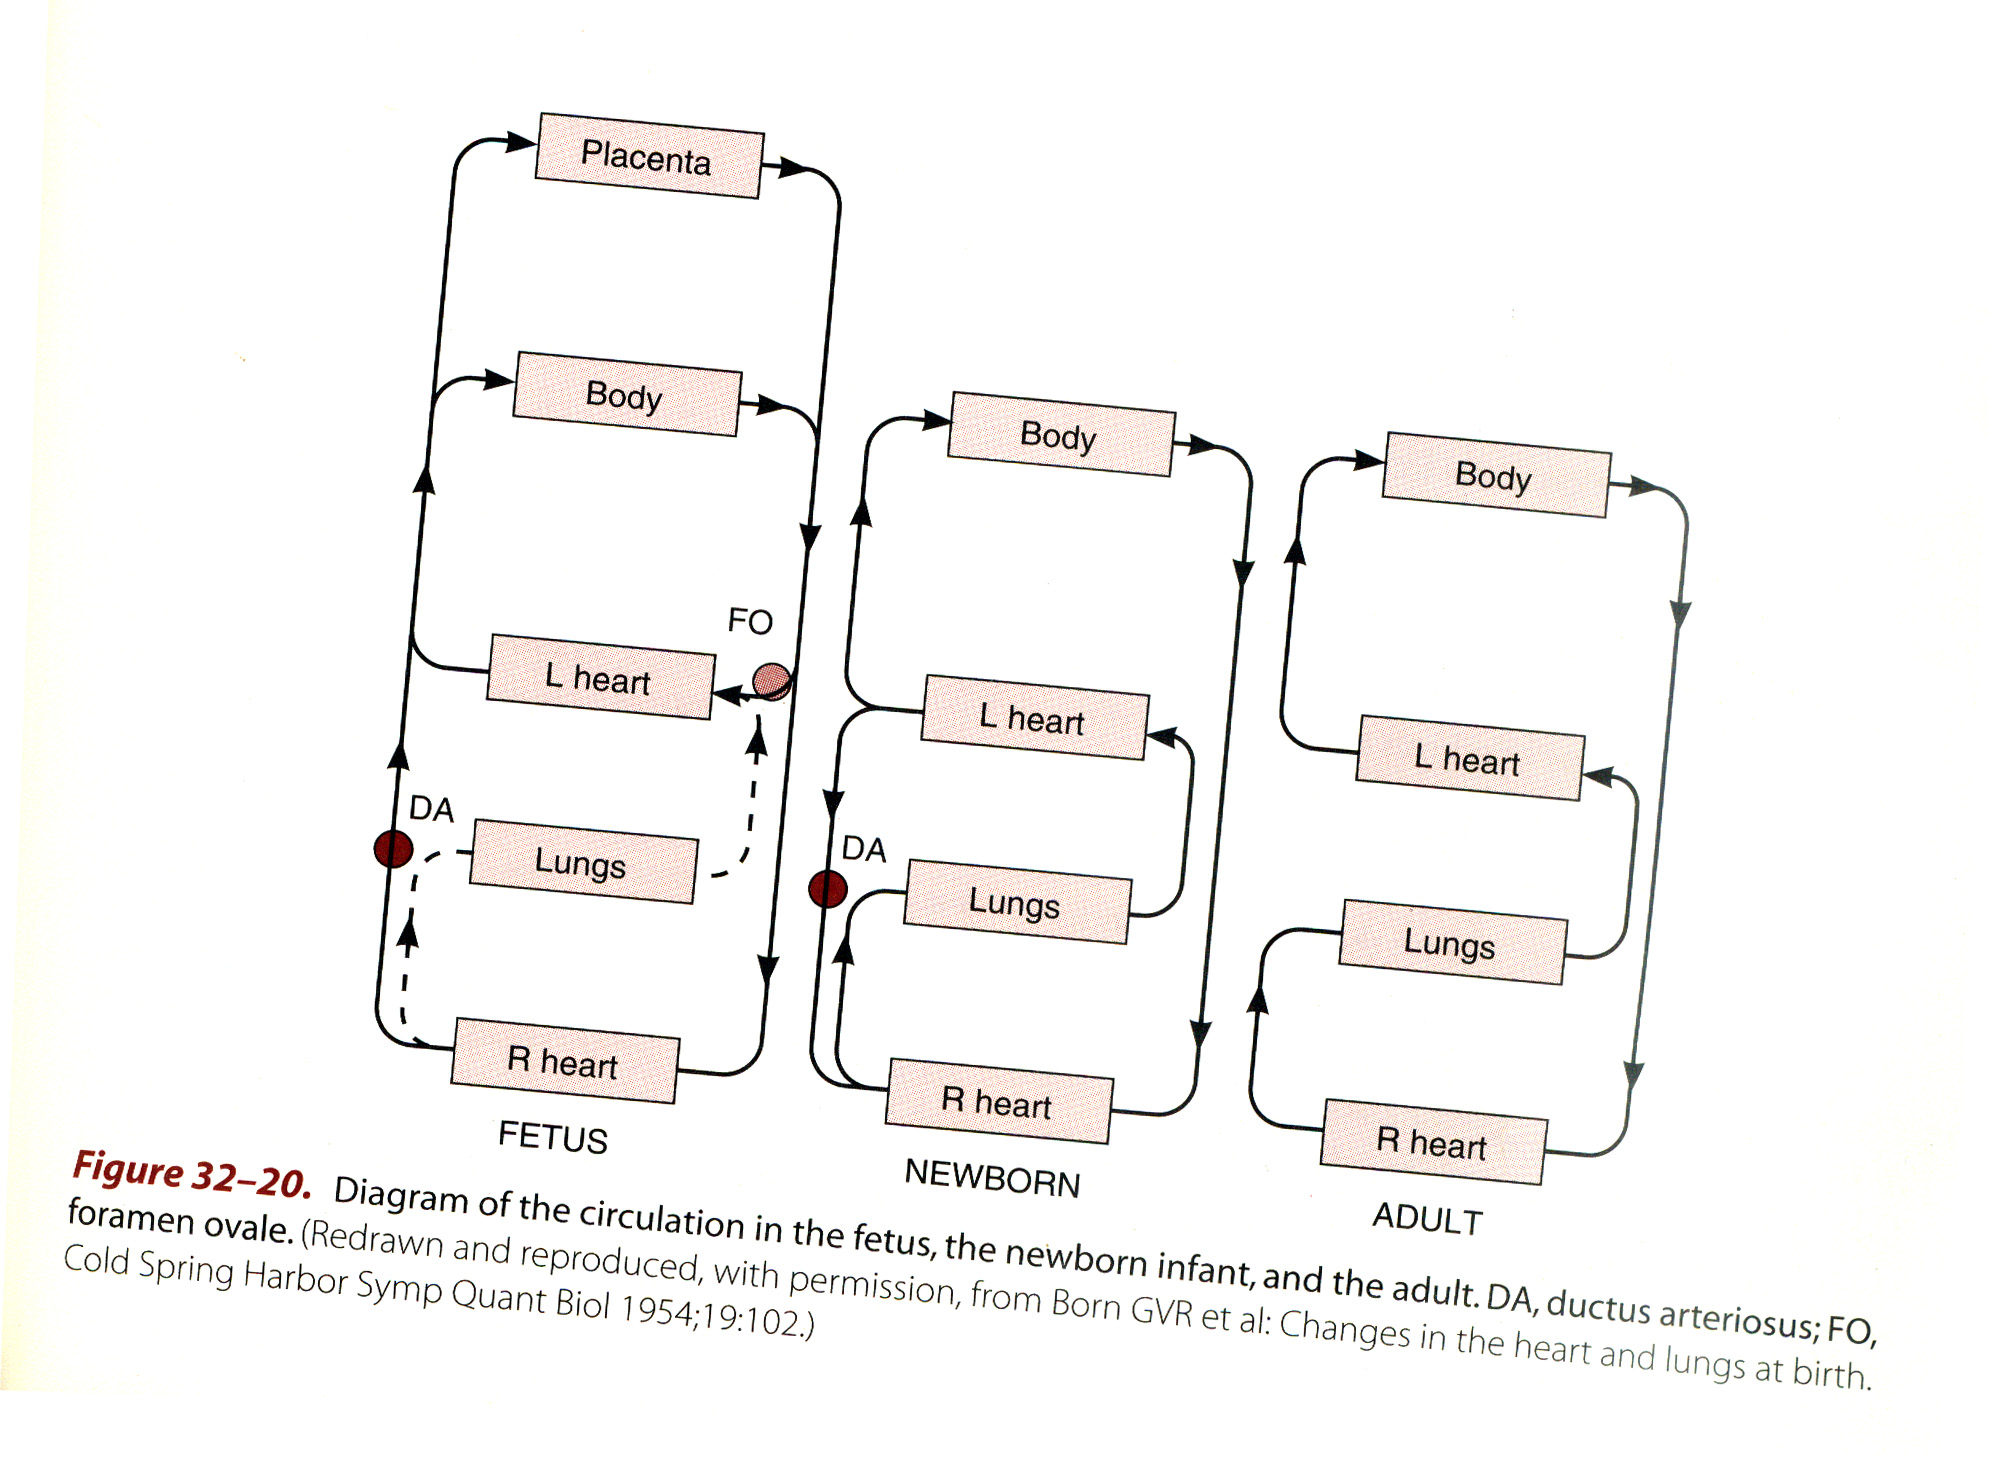 Placenta
Body
FO
L heart
DA
Lungs
R heart
FETUS
Body
L heart
DA
Lungs
R heart
NEWBORN
Body
L heart
Lungs
R heart
ADULT
Figure 32–20. Diagram of the circulation in the fetus, the newborn infant, and the adult. DA, ductus arteriosus; FO,
foramen ovale. (Redrawn and reproduced, with permission, from Born GVR et al: Changes in the heart and lungs at birth.
Cold Spring Harbor Symp Quant Biol 1954;19:102.)